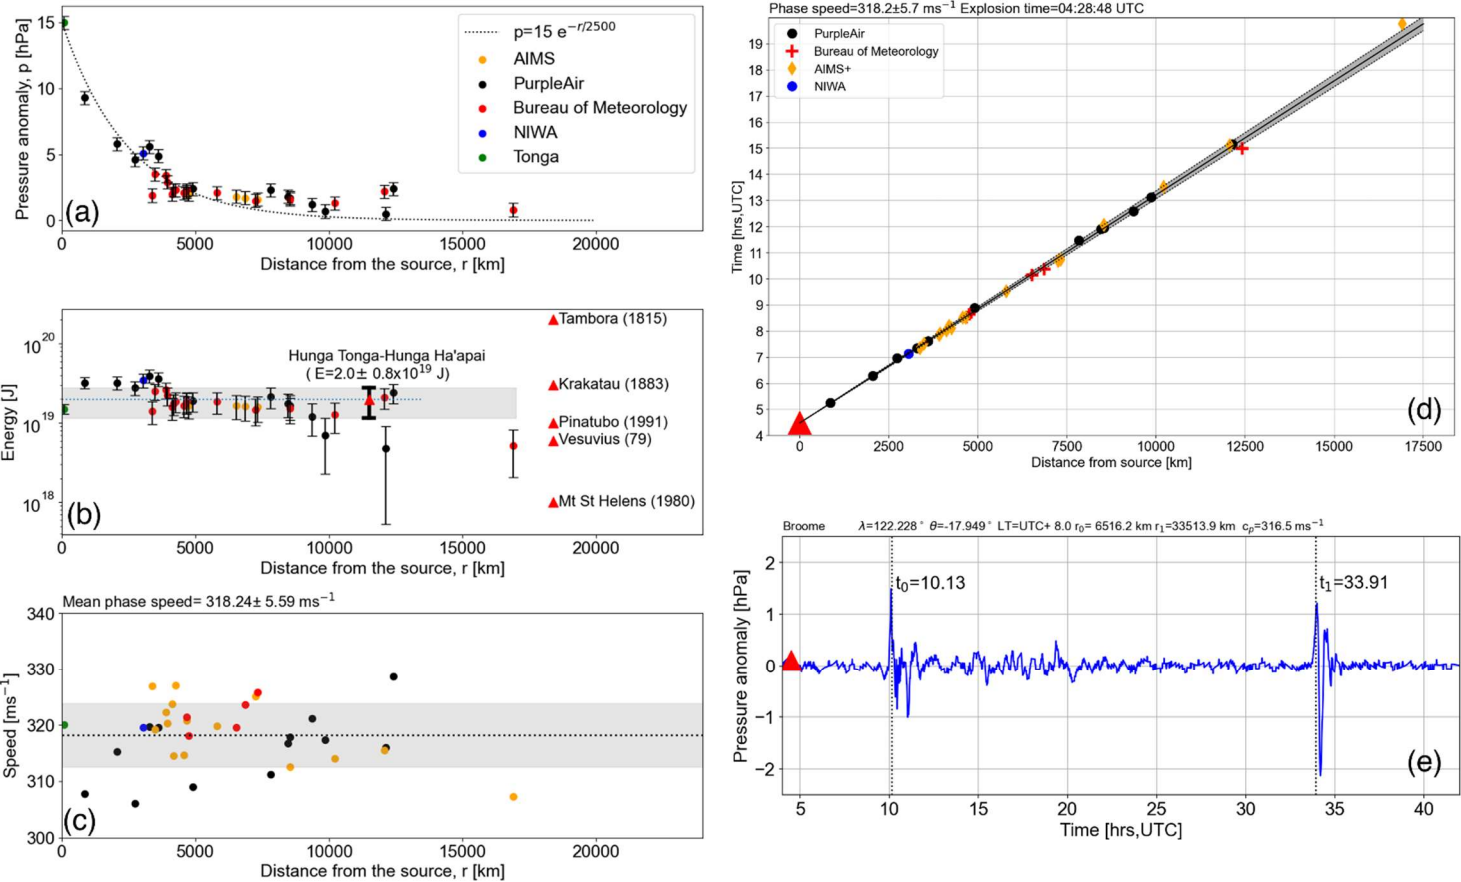 15
10
5
0
Pressure anomaly, p [hPa]
p=15 e^{-r/2500}
AIMS
PurpleAir
Bureau of Meteorology
NIWA
Tonga
(a)
0 5000 10000 15000 20000
Distance from the source, r [km]
10^{20}
10^{19}
10^{18}
Energy [J]
Hunga Tonga-Hunga Ha'apai
( E=2.0± 0.8x10^{19} J)
Tambora (1815)
Krakatau (1883)
Pinatubo (1991)
Vesuvius (79)
Mt St Helens (1980)
(b)
0 5000 10000 15000 20000
Distance from the source, r [km]
Mean phase speed= 318.24± 5.59 ms^{−1}
340
330
320
310
300
Speed [ms^{−1}]
(c)
0 5000 10000 15000 20000
Distance from the source, r [km]
Phase speed=318.2±5.7 ms^{−1} Explosion time=04:28:48 UTC
PurpleAir
Bureau of Meteorology
AIMS+
NIWA
19
18
17
16
15
14
13
12
11
10
9
8
7
6
5
4
Time [hrs,UTC]
(d)
0 2500 5000 7500 10000 12500 15000 17500
Distance from source [km]
Broome λ=122.228° θ=-17.949° LT=UTC+ 8.0 r_0= 6516.2 km r_1=33513.9 km c_p=316.5 ms^{−1}
2
1
0
−1
−2
Pressure anomaly [hPa]
t_0=10.13
t_1=33.91
(e)
5 10 15 20 25 30 35 40
Time [hrs,UTC]